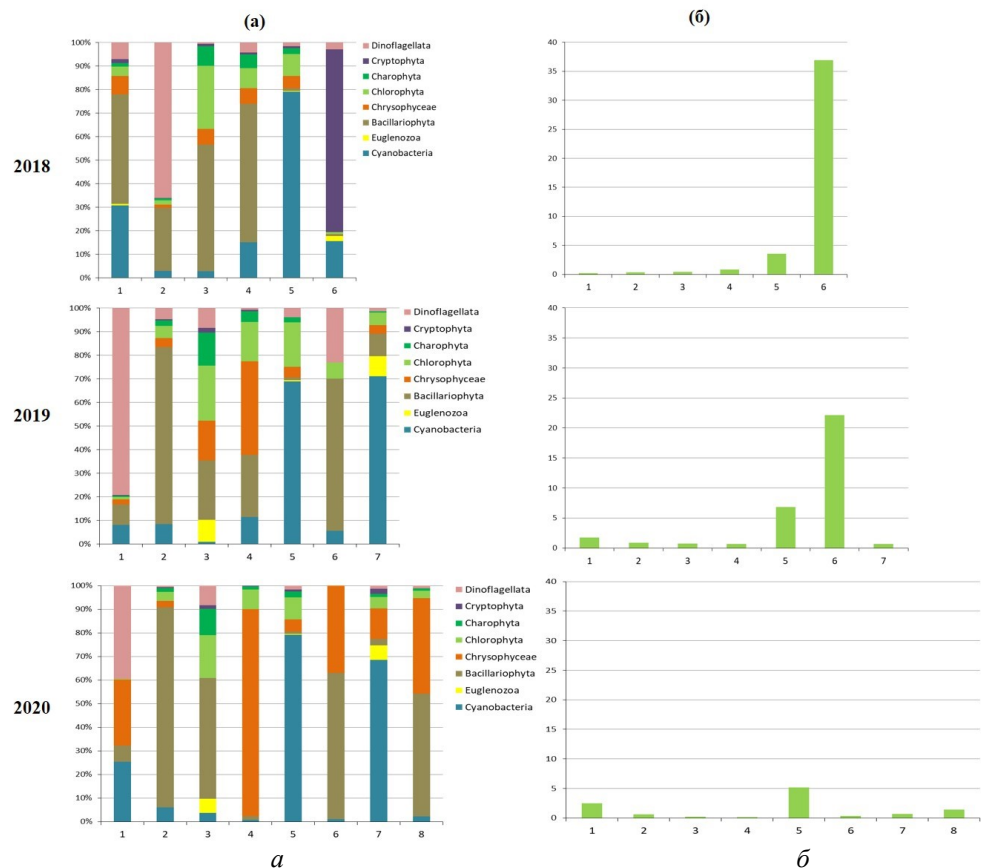 (а) (б)
2018
100%
90%
80%
70%
60%
50%
40%
30%
20%
10%
0%
1 2 3 4 5 6
Dinoflagellata
Cryptophyta
Charophyta
Chlorophyta
Chrysophyceae
Bacillariophyta
Euglenozoa
Cyanobacteria
40
35
30
25
20
15
10
5
0
1 2 3 4 5 6
2019
100%
90%
80%
70%
60%
50%
40%
30%
20%
10%
0%
1 2 3 4 5 6 7
Dinoflagellata
Cryptophyta
Charophyta
Chlorophyta
Chrysophyceae
Bacillariophyta
Euglenozoa
Cyanobacteria
40
35
30
25
20
15
10
5
0
1 2 3 4 5 6 7
2020
100%
90%
80%
70%
60%
50%
40%
30%
20%
10%
0%
1 2 3 4 5 6 7 8
Dinoflagellata
Cryptophyta
Charophyta
Chlorophyta
Chrysophyceae
Bacillariophyta
Euglenozoa
Cyanobacteria
40
35
30
25
20
15
10
5
0
1 2 3 4 5 6 7 8
а б